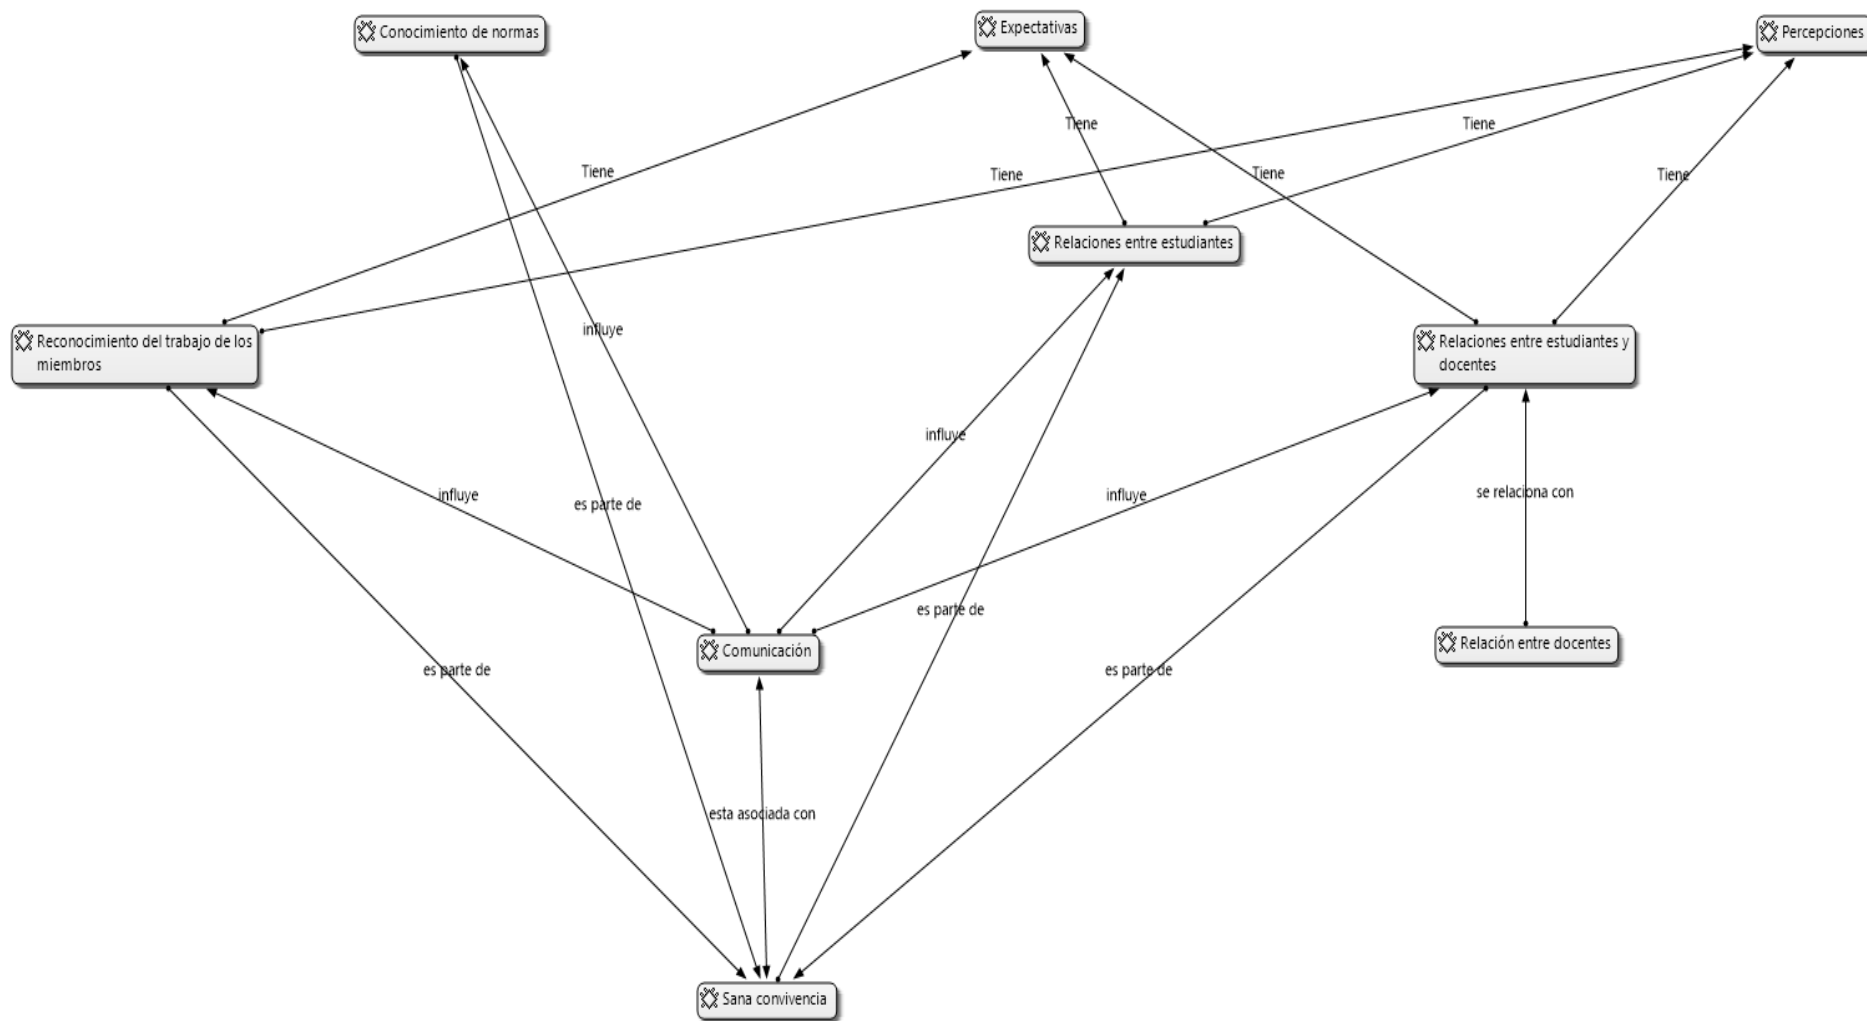 Conocimiento de normas
Expectativas
Percepciones
Tiene
Tiene
Tiene
Tiene
Tiene
Tiene
Relaciones entre estudiantes
influye
Reconocimiento del trabajo de los
miembros
Relaciones entre estudiantes y
docentes
influye
influye
es parte de
influye
se relaciona con
es parte de
Comunicación
Relación entre docentes
es parte de
es parte de
esta asociada con
Sana convivencia